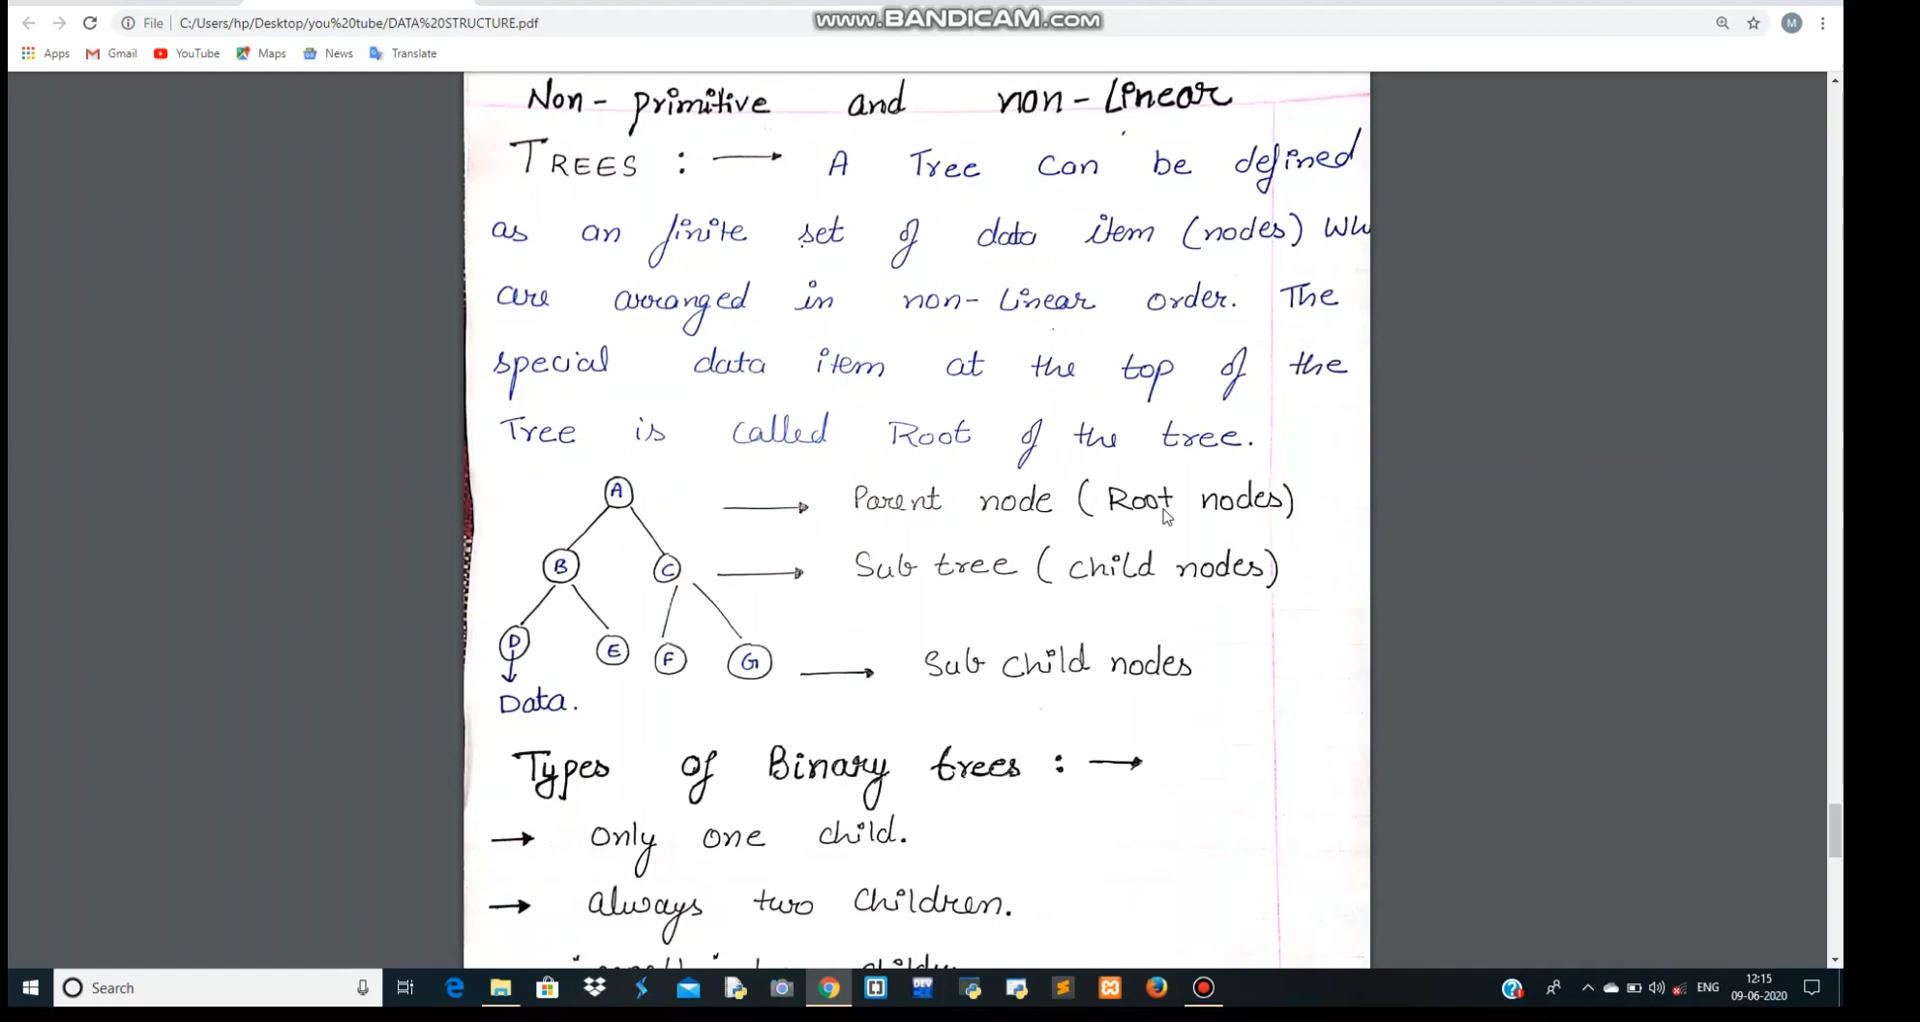 www.BANDICAM.com
File C:/Users/hp/Desktop/you%20tube/DATA%20STRUCTURE.pdf
M
Apps Gmail YouTube Maps News Translate
Non-primitive and non-Linear
TREES : → A Tree can be defined
as an finite set of data item (nodes)
are arranged in non-Linear order. The
special data item at the top of the
Tree is called Root of the tree.
A → Parent node (Root nodes)
B C → Sub tree (child nodes)
D E F G → Sub child nodes
Data.
Types of Binary trees : →
→ only one child.
→ always two children.
Search
DEV
ENG
12:15
09-06-2020